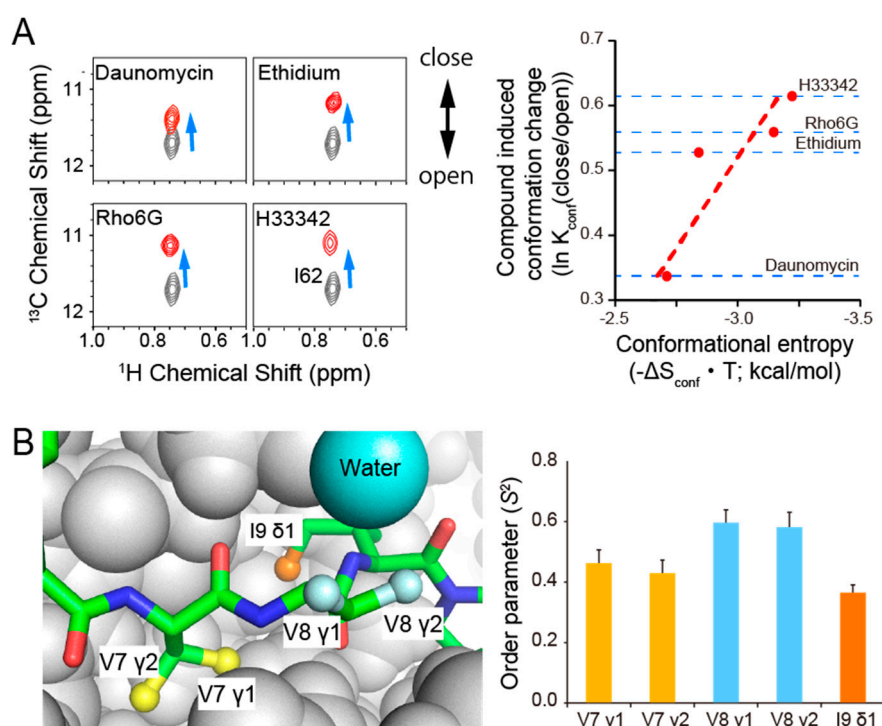 A
Daunomycin
Ethidium
close
open
11
12
Rho6G
H33342
I62
11
12
1.0
0.8
0.6
1.0
0.8
0.6
¹³C Chemical Shift (ppm)
¹H Chemical Shift (ppm)
Compound induced
conformation change
(ln K_conf(close/open))
0.7
0.6
0.5
0.4
0.3
H33342
Rho6G
Ethidium
Daunomycin
-2.5
-3.0
-3.5
Conformational entropy
(-ΔS_conf • T; kcal/mol)
B
Water
I9 δ1
V8 γ1
V8 γ2
V7 γ2
V7 γ1
Order parameter (S²)
0.8
0.6
0.4
0.2
0.0
V7 γ1
V7 γ2
V8 γ1
V8 γ2
I9 δ1